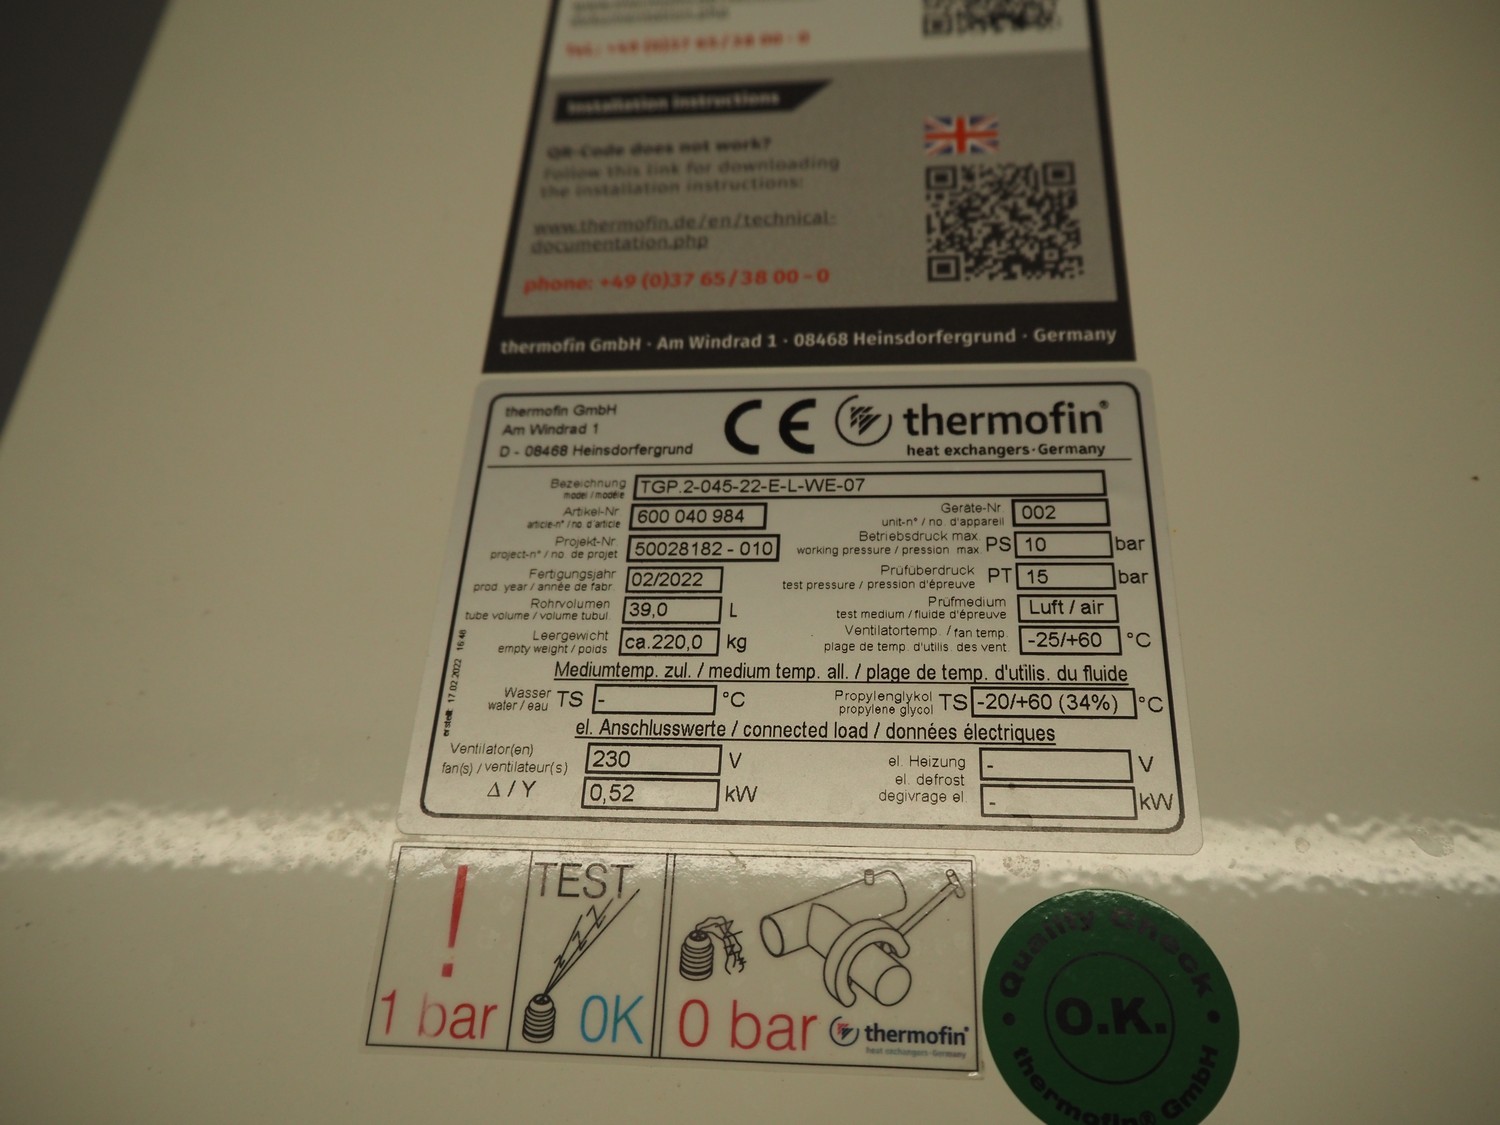 documentation.php
Tel.: +49 (0)37 65/38 00 - 0
Installation instructions
QR-Code does not work?
Follow this link for downloading
the installation instructions:
www.thermofin.de/en/technical-
documentation.php
phone: +49 (0)37 65/38 00 - 0
thermofin GmbH · Am Windrad 1 · 08468 Heinsdorfergrund · Germany
thermofin GmbH
Am Windrad 1
D - 08468 Heinsdorfergrund
CE
thermofin®
heat exchangers·Germany
Bezeichnung
model / modèle
TGP.2-045-22-E-L-WE-07
Artikel-Nr
article-n° / no. d'article
600 040 984
Geräte-Nr.
unit-n° / no. d'appareil
002
Projekt-Nr.
project-n° / no. de projet
50028182 - 010
Betriebsdruck max.
working pressure / pression max.
PS 10 bar
Fertigungsjahr
prod. year / année de fabr.
02/2022
Prüfüberdruck
test pressure / pression d'épreuve
PT 15 bar
Rohrvolumen
tube volume / volume tubul.
39,0 L
Prüfmedium
test medium / fluide d'épreuve
Luft / air
Leergewicht
empty weight / poids
ca.220,0 kg
Ventilatortemp. / fan temp.
plage de temp. d'utilis. des vent.
-25/+60 °C
erstellt: 17.02.2022 16:46
Mediumtemp. zul. / medium temp. all. / plage de temp. d'utilis. du fluide
Wasser
water / eau
TS - °C
Propylenglykol
propylene glycol
TS -20/+60 (34%) °C
el. Anschlusswerte / connected load / données électriques
Ventilator(en)
fan(s) / ventilateur(s)
Δ / Y
230 V
0,52 kW
el. Heizung
el. defrost
degivrage el.
- V
- kW
!
1 bar
TEST
OK
0 bar
thermofin®
heat exchangers·Germany
Quality Check
O.K.
thermofin® GmbH